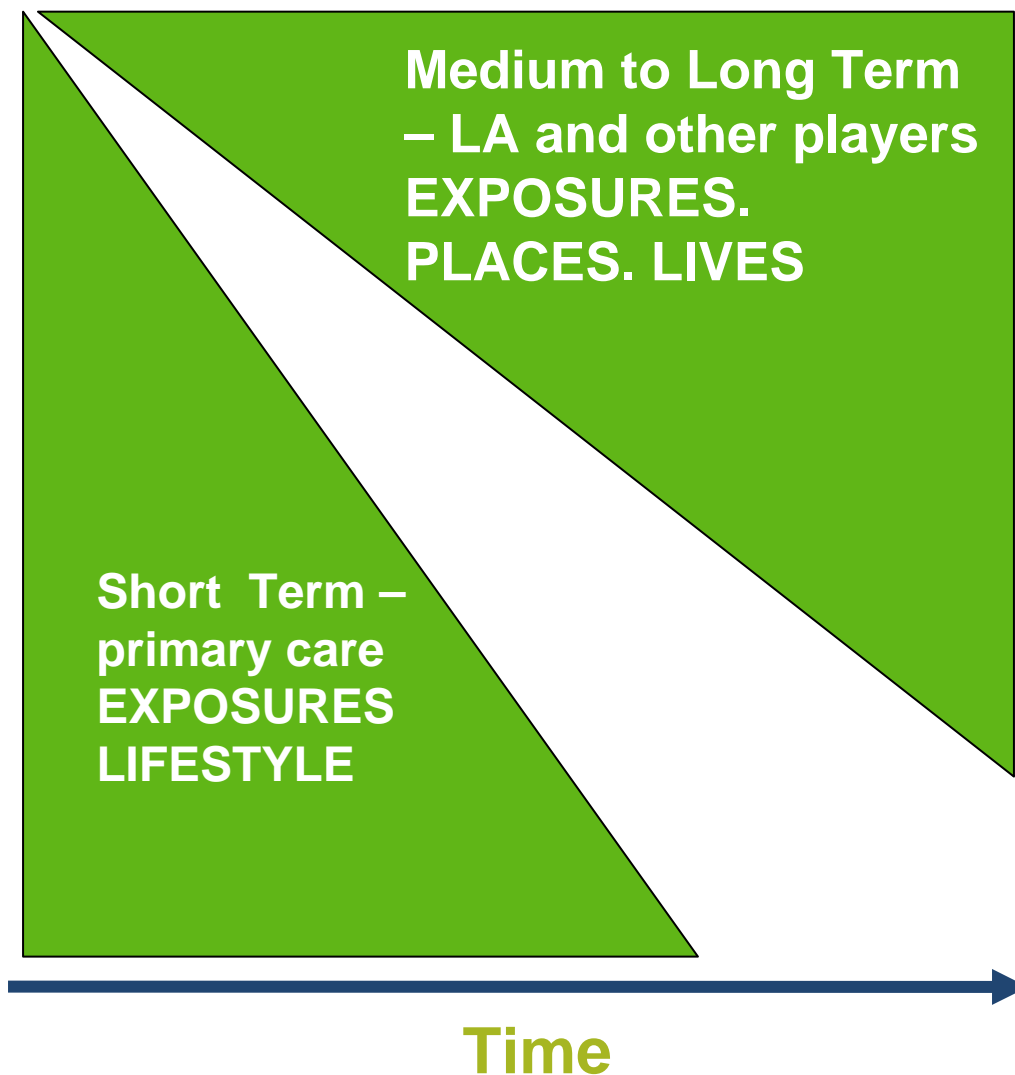 Medium to Long Term
– LA and other players
EXPOSURES.
PLACES. LIVES
Short Term –
primary care
EXPOSURES
LIFESTYLE
Time